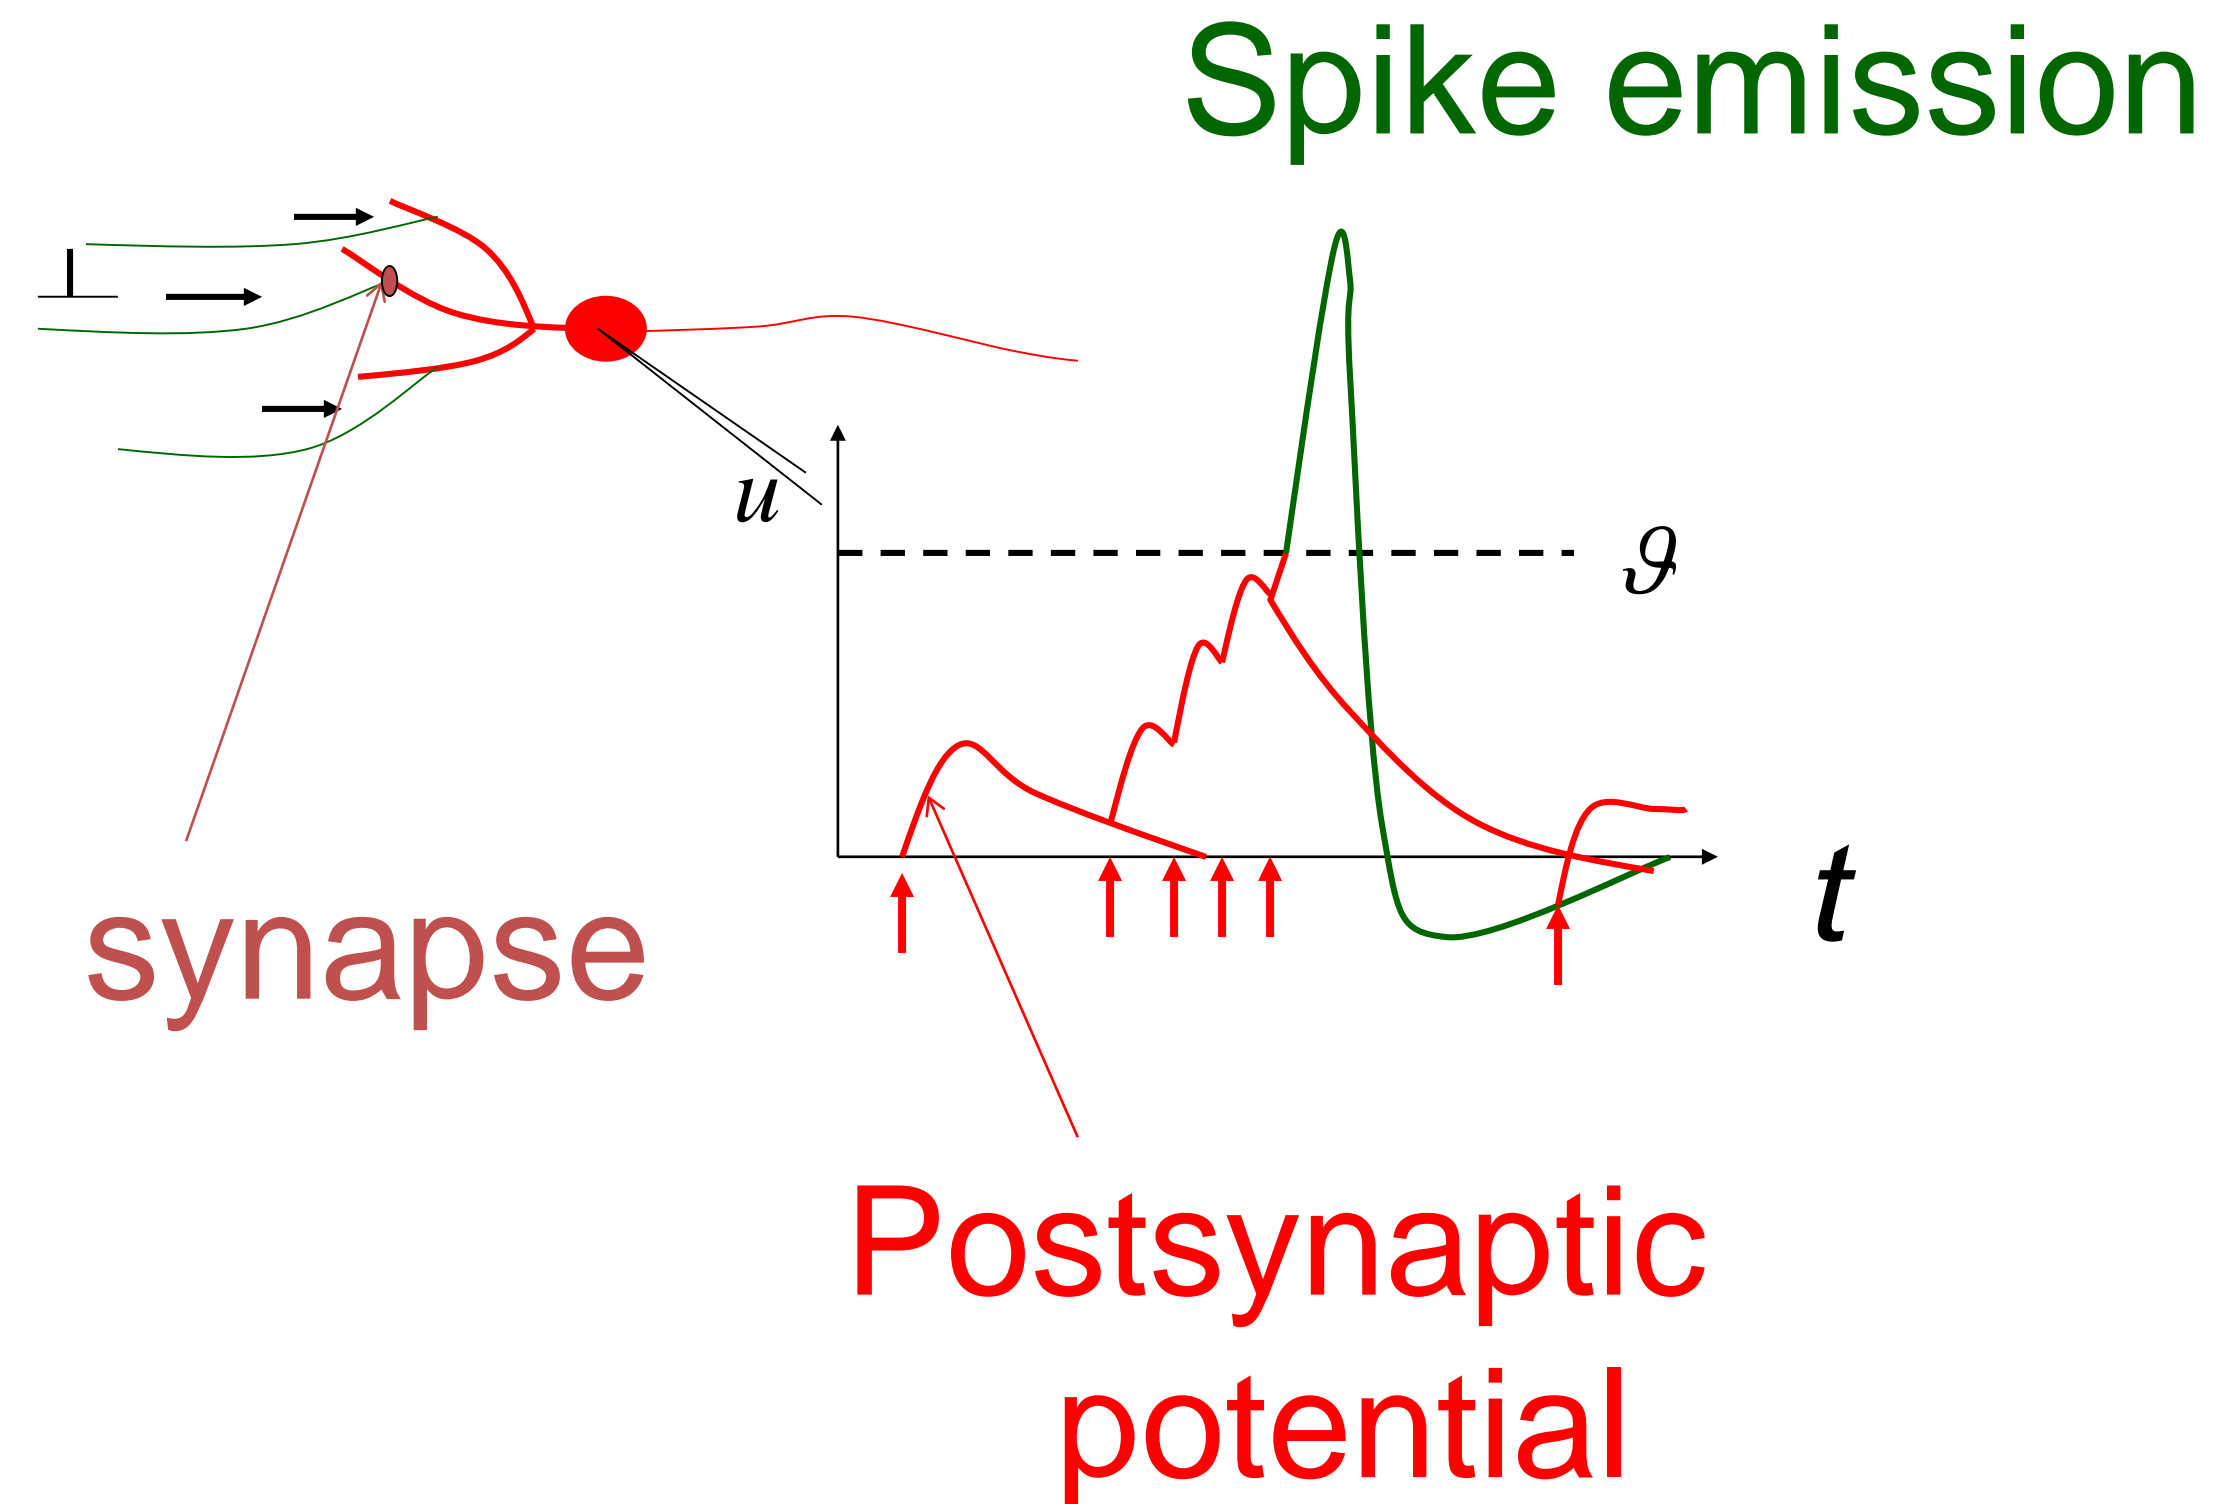 Spike emission
u
ϑ
t
synapse
Postsynaptic
potential